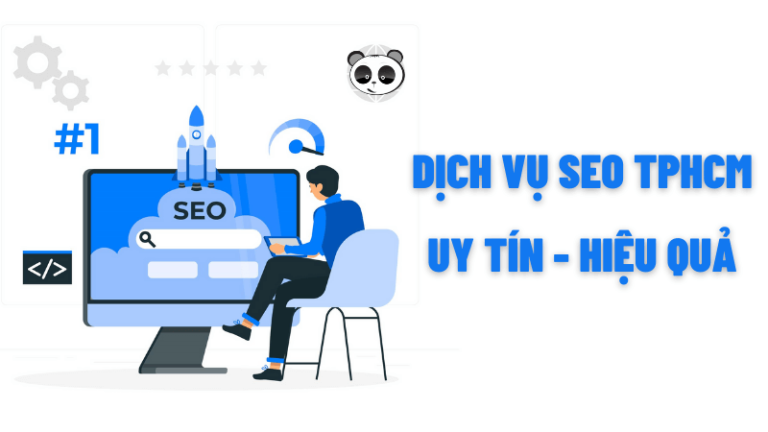 #1
SEO
</>
DỊCH VỤ SEO TPHCM
UY TÍN - HIỆU QUẢ